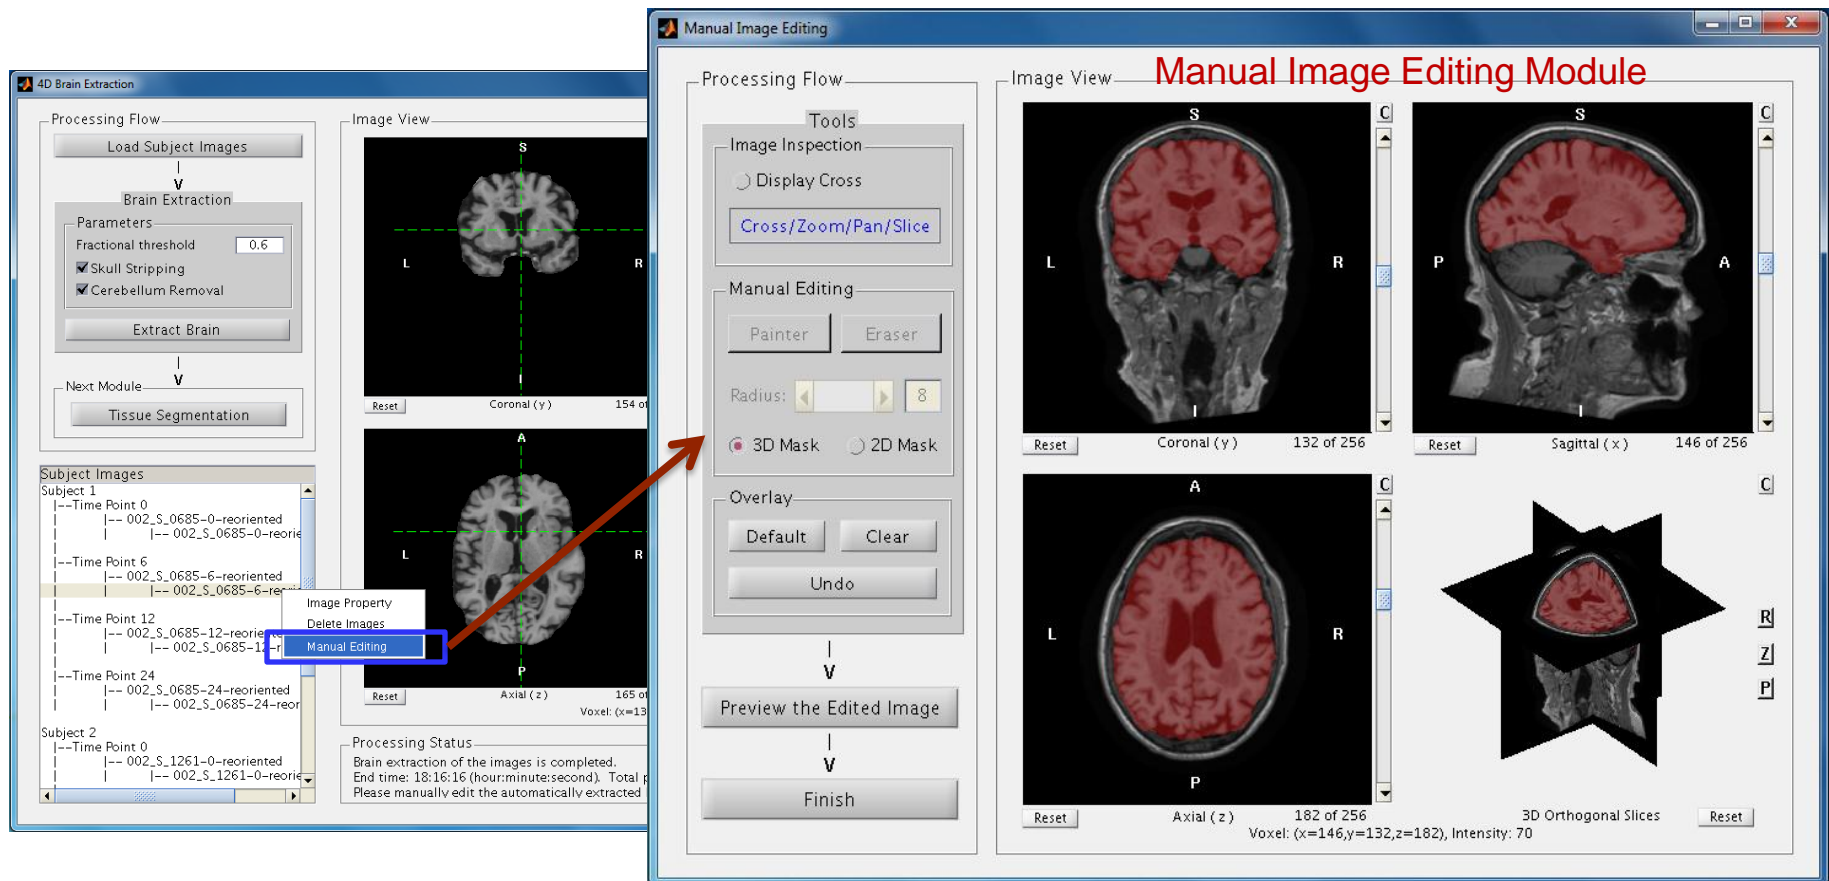 4D Brain Extraction
Processing Flow
Load Subject Images
|
V
Brain Extraction
Parameters
Fractional threshold 0.6
Skull Stripping
Cerebellum Removal
Extract Brain
|
V
Next Module
Tissue Segmentation
Subject Images
Subject 1
|--Time Point 0
| |-- 002_S_0685-0-reoriented
| | |-- 002_S_0685-0-reorie
|
|--Time Point 6
| |-- 002_S_0685-6-reoriented
| | |-- 002_S_0685-6-reorie
|
|--Time Point 12
| |-- 002_S_0685-12-reoriente
| | |-- 002_S_0685-12-r
|
|--Time Point 24
| |-- 002_S_0685-24-reoriented
| | |-- 002_S_0685-24-reor
Subject 2
|--Time Point 0
| |-- 002_S_1261-0-reoriented
| | |-- 002_S_1261-0-reorie
Image Property
Delete Images
Manual Editing
Image View
S
L
R
I
Reset
Coronal (y)
154 of
A
L
R
P
Reset
Axial (z)
165 of
Voxel: (x=13
Processing Status
Brain extraction of the images is completed.
End time: 18:16:16 (hour:minute:second). Total p
Please manually edit the automatically extracted
Manual Image Editing
Processing Flow
Tools
Image Inspection
Display Cross
Cross/Zoom/Pan/Slice
Manual Editing
Painter
Eraser
Radius: 8
3D Mask
2D Mask
Overlay
Default
Clear
Undo
|
V
Preview the Edited Image
|
V
Finish
Image View
Manual Image Editing Module
S
C
L
R
I
Reset
Coronal (y)
132 of 256
S
C
P
A
I
Reset
Sagittal (x)
146 of 256
A
C
L
R
P
Reset
Axial (z)
182 of 256
C
R
Z
P
3D Orthogonal Slices
Reset
Voxel: (x=146,y=132,z=182), Intensity: 70